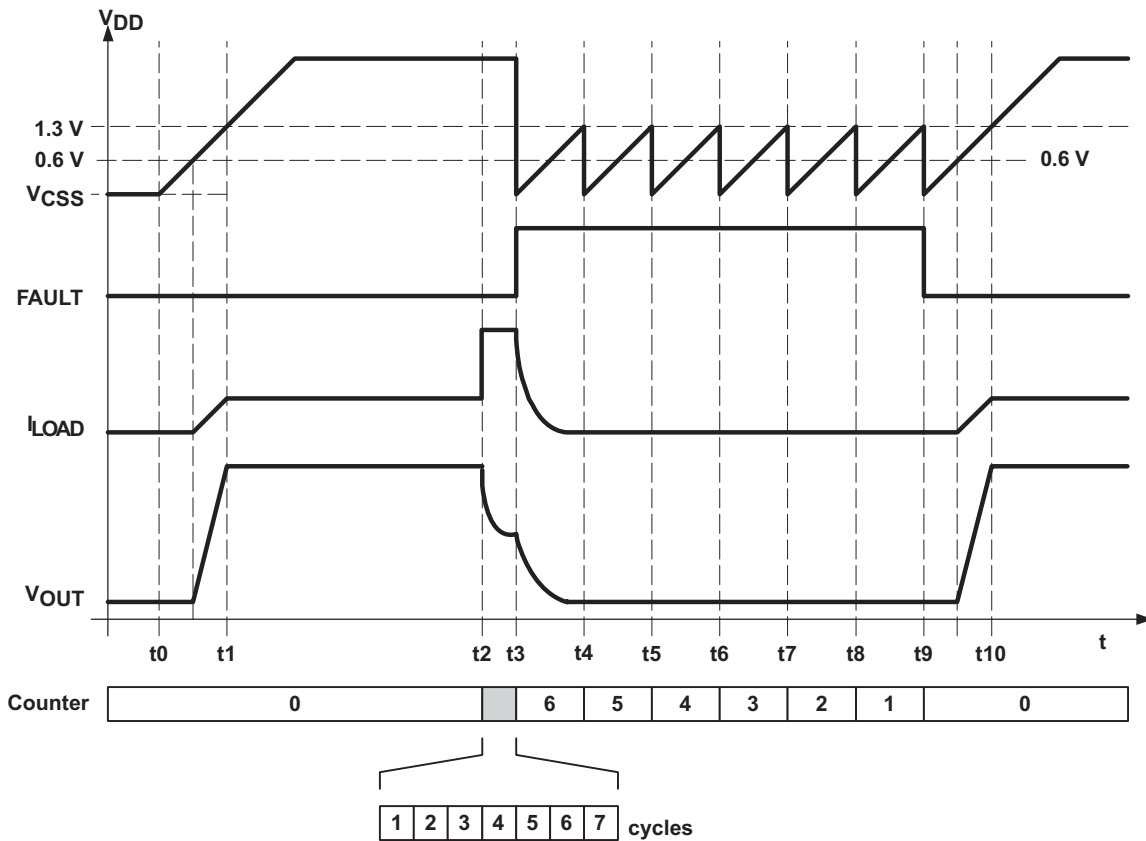 VDD
1.3 V
0.6 V
0.6 V
VCSS
FAULT
ILOAD
VOUT
t0 t1 t2 t3 t4 t5 t6 t7 t8 t9 t10 t
Counter 0 6 5 4 3 2 1 0
1 2 3 4 5 6 7 cycles